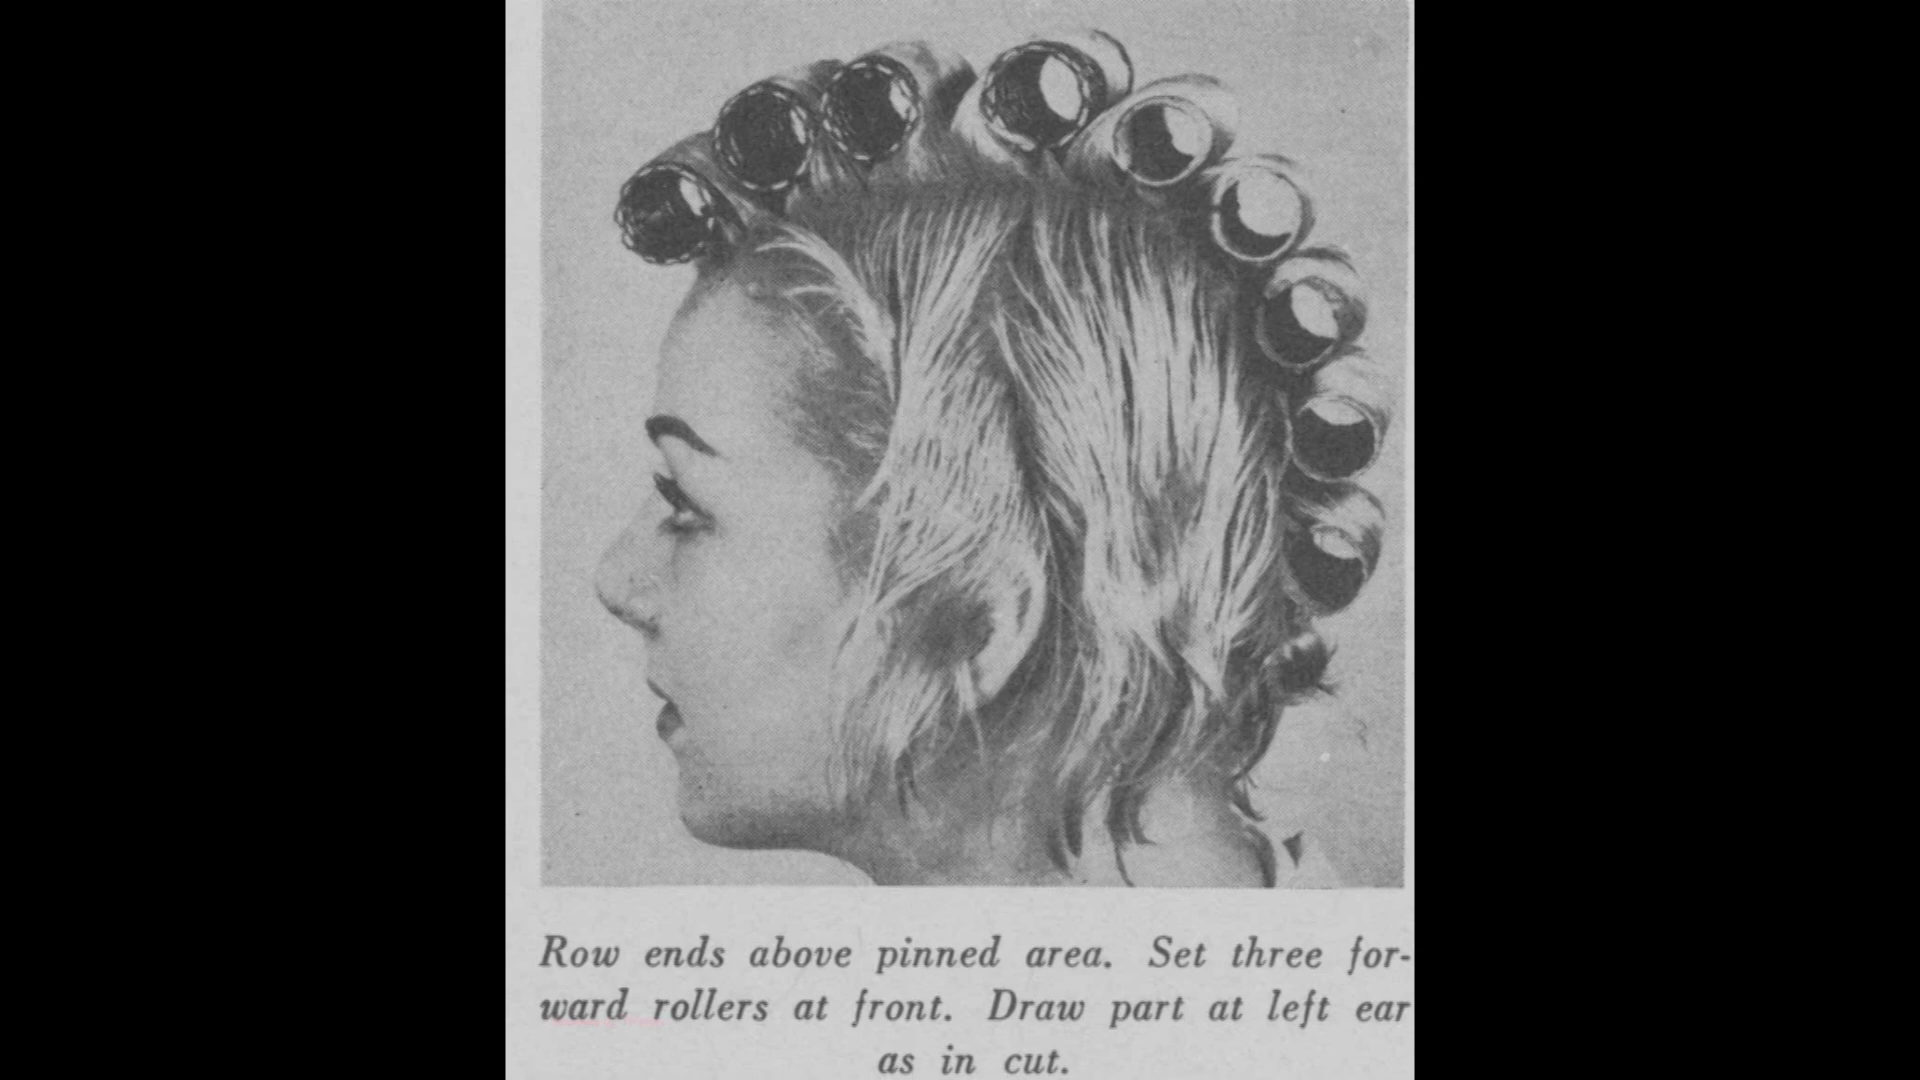 Row ends above pinned area. Set three for-
ward rollers at front. Draw part at left ear
as in cut.